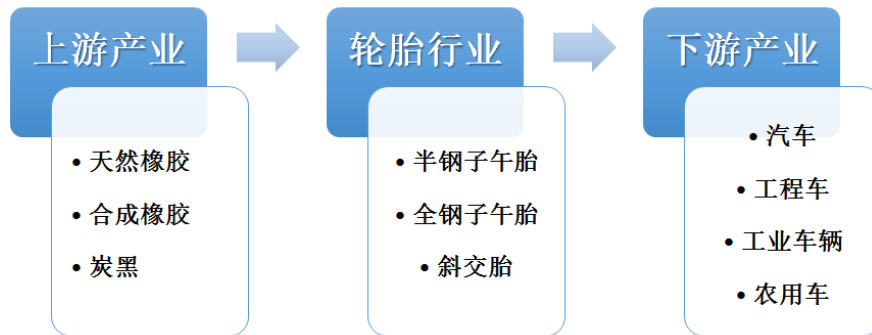 上游产业
• 天然橡胶
• 合成橡胶
• 炭黑
轮胎行业
• 半钢子午胎
• 全钢子午胎
• 斜交胎
下游产业
• 汽车
• 工程车
• 工业车辆
• 农用车